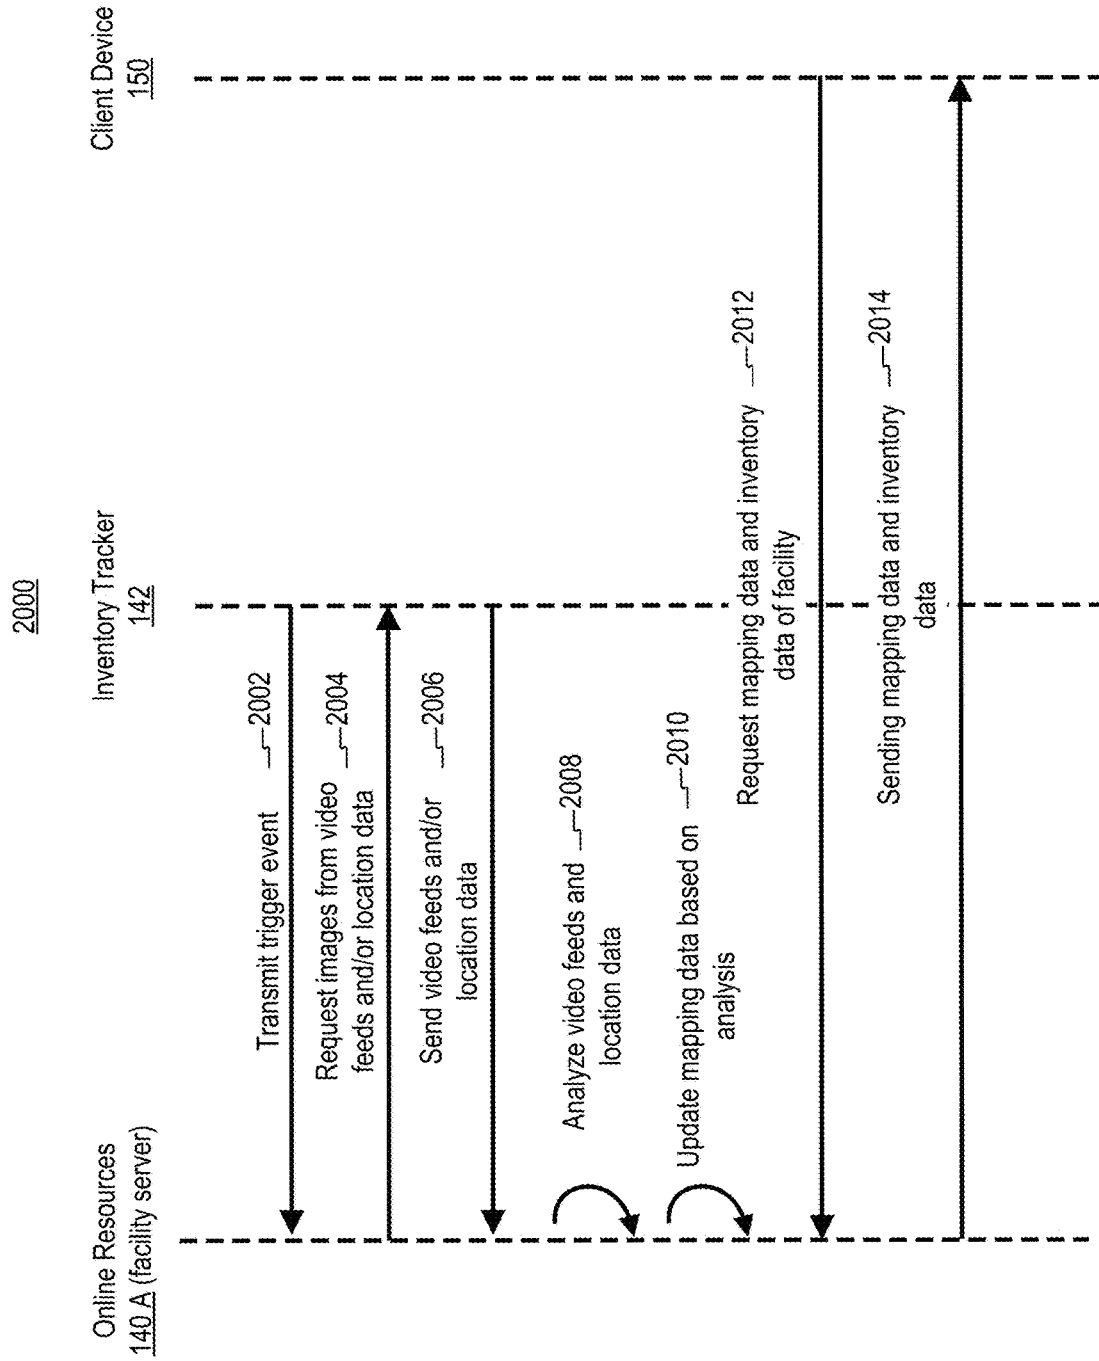 2000
Online Resources
140 A (facility server)
Inventory Tracker
142
Client Device
150
Transmit trigger event
2002
Request images from video
feeds and/or location data
2004
Send video feeds and/or
location data
2006
Analyze video feeds and
location data
2008
Update mapping data based on
analysis
2010
Request mapping data and inventory
data of facility
2012
Sending mapping data and inventory
data
2014